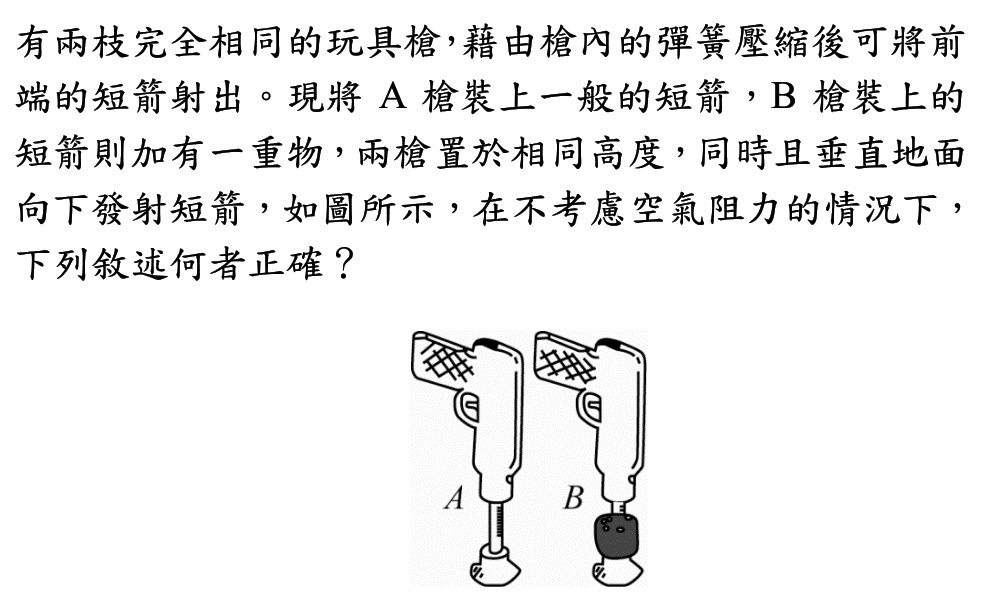 有兩枝完全相同的玩具槍，藉由槍內的彈簧壓縮後可將前
端的短箭射出。現將 A 槍裝上一般的短箭，B 槍裝上的
短箭則加有一重物，兩槍置於相同高度，同時且垂直地面
向下發射短箭，如圖所示，在不考慮空氣阻力的情況下，
下列敘述何者正確？
A
B